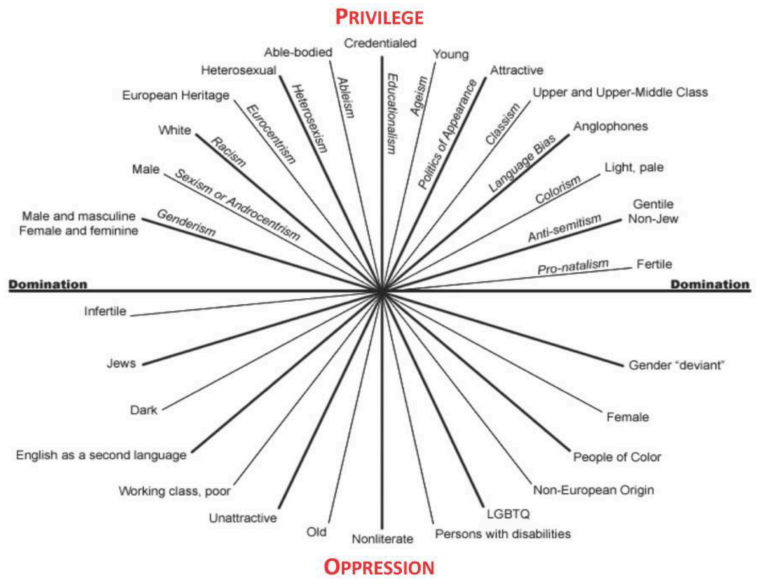 PRIVILEGE
Credentialed
Able-bodied
Young
Heterosexual
Attractive
European Heritage
Upper and Upper-Middle Class
White
Anglophones
Male
Light, pale
Male and masculine
Female and feminine
Gentile
Non-Jew
Fertile
Genderism
Sexism or Androcentrism
Racism
Eurocentrism
Heterosexism
Ableism
Educationalism
Ageism
Politics of Appearance
Classism
Language Bias
Colorism
Anti-semitism
Pro-natalism
Domination
Domination
Infertile
Jews
Dark
English as a second language
Working class, poor
Unattractive
Old
Nonliterate
Persons with disabilities
LGBTQ
Non-European Origin
People of Color
Female
Gender “deviant”
OPPRESSION